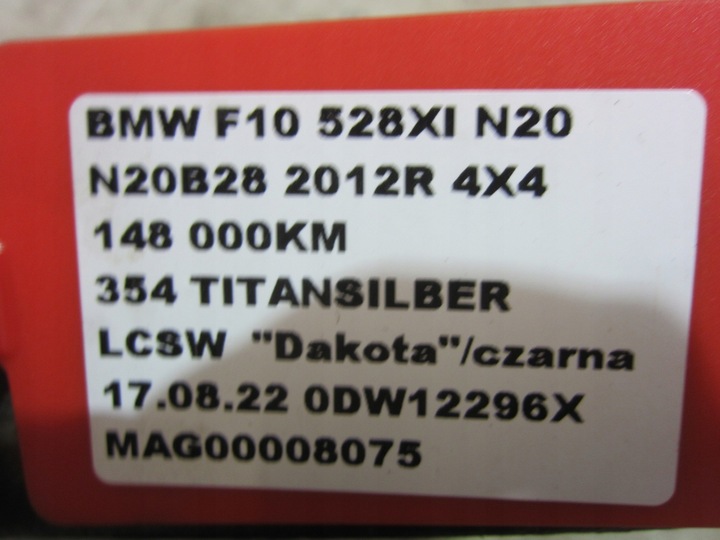 BMW F10 528XI N20
N20B28 2012R 4X4
148 000KM
354 TITANSILBER
LCSW "Dakota"/czarna
17.08.22 0DW12296X
MAG00008075